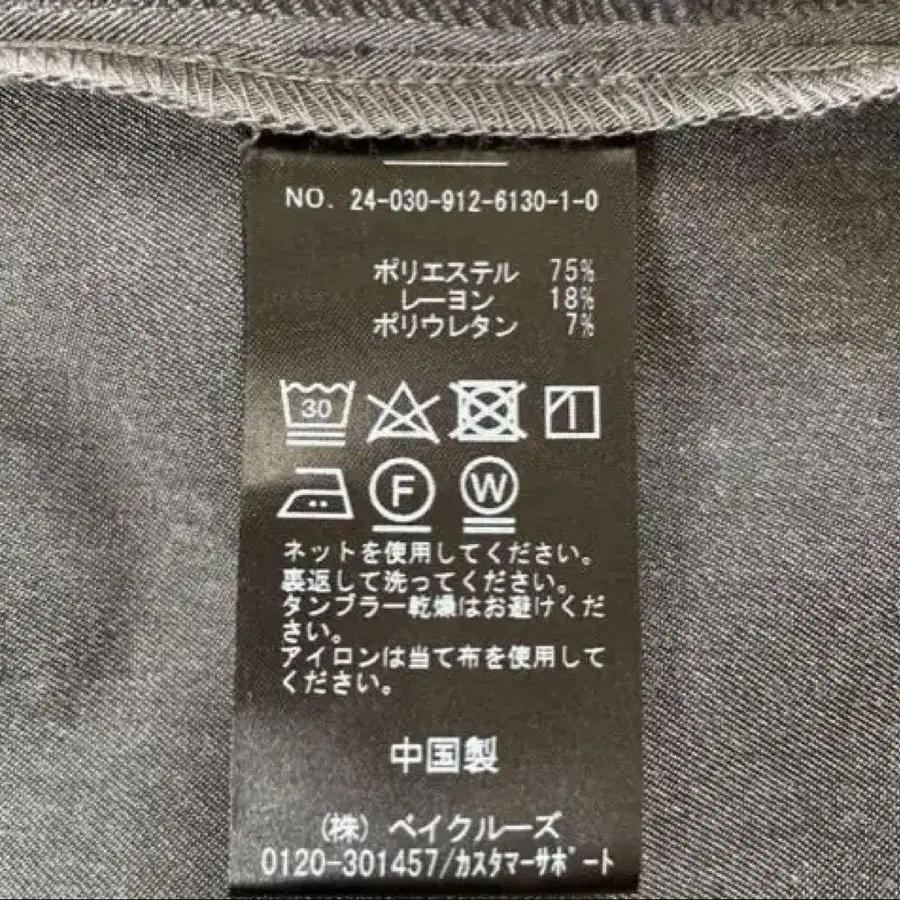 NO. 24-030-912-6130-1-0
ポリエステル 75%
レーヨン 18%
ポリウレタン 7%
30
F W
ネットを使用してください。
裏返して洗ってください。
タンブラー乾燥はお避けくだ
さい。
アイロンは当て布を使用して
ください。
中国製
(株) ベイクルーズ
0120-301457/カスタマーサポート